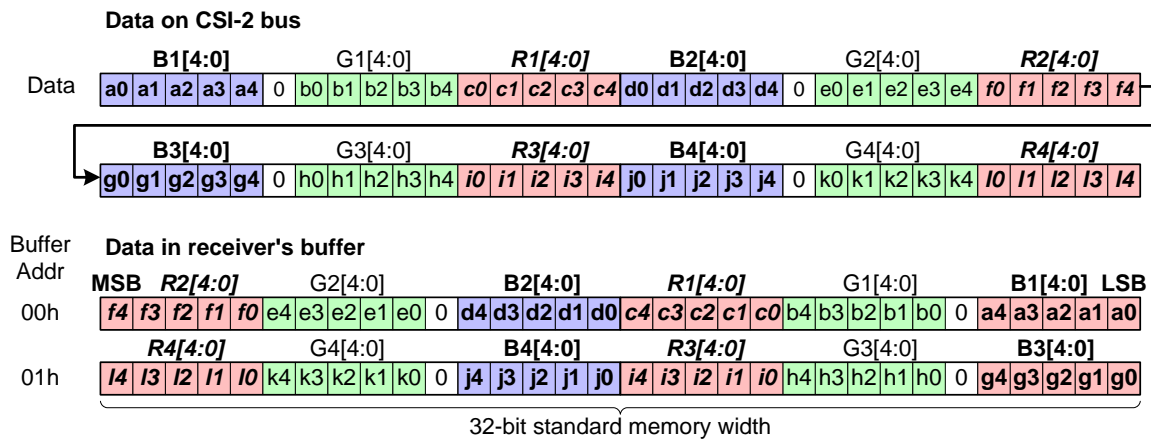 Data on CSI-2 bus
B1[4:0] G1[4:0] R1[4:0] B2[4:0] G2[4:0] R2[4:0]
Data a0 a1 a2 a3 a4 0 b0 b1 b2 b3 b4 c0 c1 c2 c3 c4 d0 d1 d2 d3 d4 0 e0 e1 e2 e3 e4 f0 f1 f2 f3 f4
B3[4:0] G3[4:0] R3[4:0] B4[4:0] G4[4:0] R4[4:0]
g0 g1 g2 g3 g4 0 h0 h1 h2 h3 h4 i0 i1 i2 i3 i4 j0 j1 j2 j3 j4 0 k0 k1 k2 k3 k4 l0 l1 l2 l3 l4
Buffer Addr
Data in receiver's buffer
MSB R2[4:0] G2[4:0] B2[4:0] R1[4:0] G1[4:0] B1[4:0] LSB
00h f4 f3 f2 f1 f0 e4 e3 e2 e1 e0 0 d4 d3 d2 d1 d0 c4 c3 c2 c1 c0 b4 b3 b2 b1 b0 0 a4 a3 a2 a1 a0
R4[4:0] G4[4:0] B4[4:0] R3[4:0] G3[4:0] B3[4:0]
01h l4 l3 l2 l1 l0 k4 k3 k2 k1 k0 0 j4 j3 j2 j1 j0 i4 i3 i2 i1 i0 h4 h3 h2 h1 h0 0 g4 g3 g2 g1 g0
32-bit standard memory width